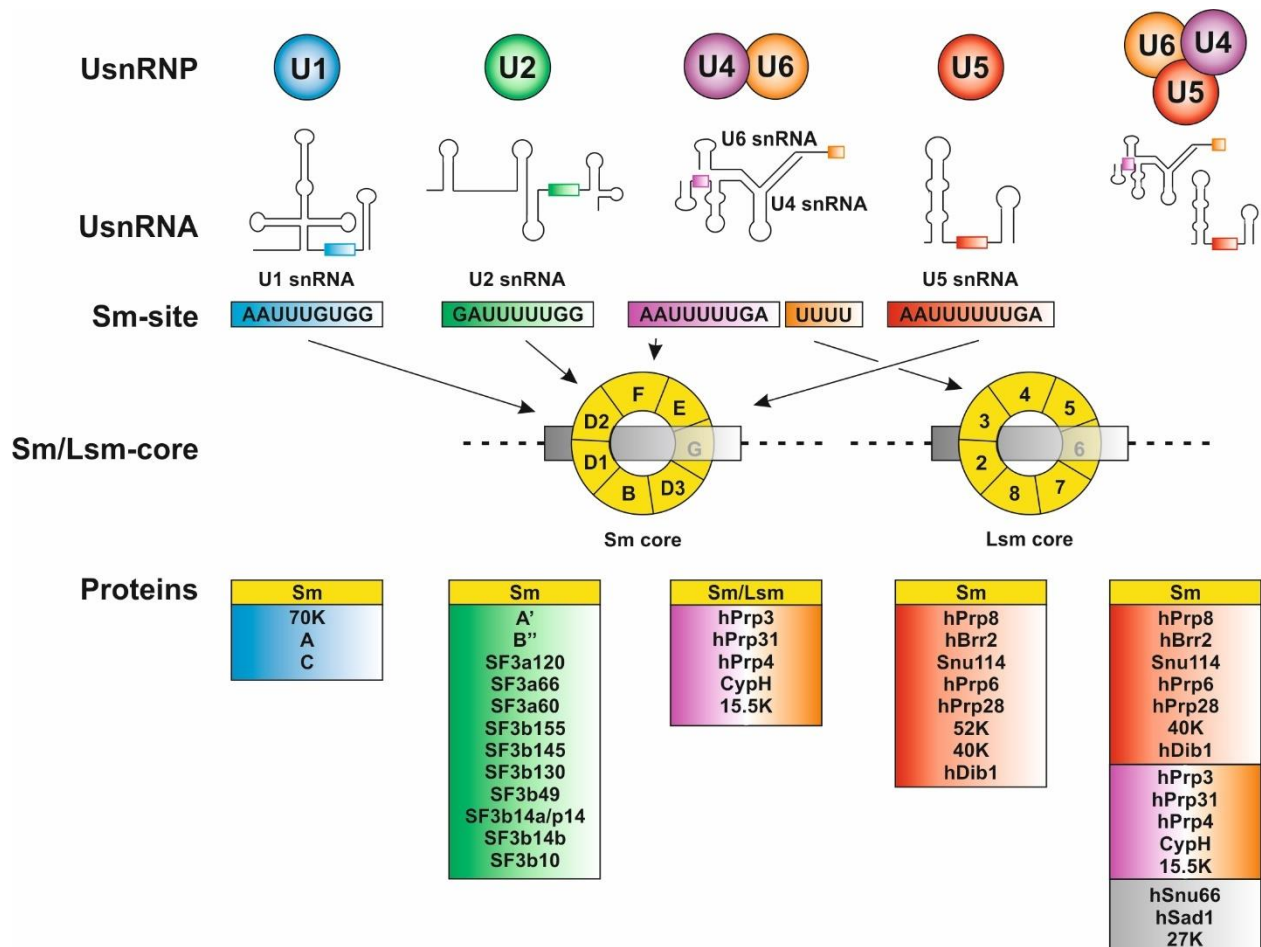 UsnRNP
U1
U2
U4
U6
U5
U6
U4
U5
UsnRNA
U6 snRNA
U4 snRNA
U1 snRNA
U2 snRNA
U5 snRNA
Sm-site
AAUUUGUGG
GAUUUUUGG
AAUUUUUGA
UUUU
AAUUUUUUGA
Sm/Lsm-core
F
E
G
D3
B
D1
D2
Sm core
4
5
6
7
8
2
3
Lsm core
Proteins
Sm
70K
A
C
Sm
A’
B’’
SF3a120
SF3a66
SF3a60
SF3b155
SF3b145
SF3b130
SF3b49
SF3b14a/p14
SF3b14b
SF3b10
Sm/Lsm
hPrp3
hPrp31
hPrp4
CypH
15.5K
Sm
hPrp8
hBrr2
Snu114
hPrp6
hPrp28
52K
40K
hDib1
Sm
hPrp8
hBrr2
Snu114
hPrp6
hPrp28
40K
hDib1
hPrp3
hPrp31
hPrp4
CypH
15.5K
hSnu66
hSad1
27K